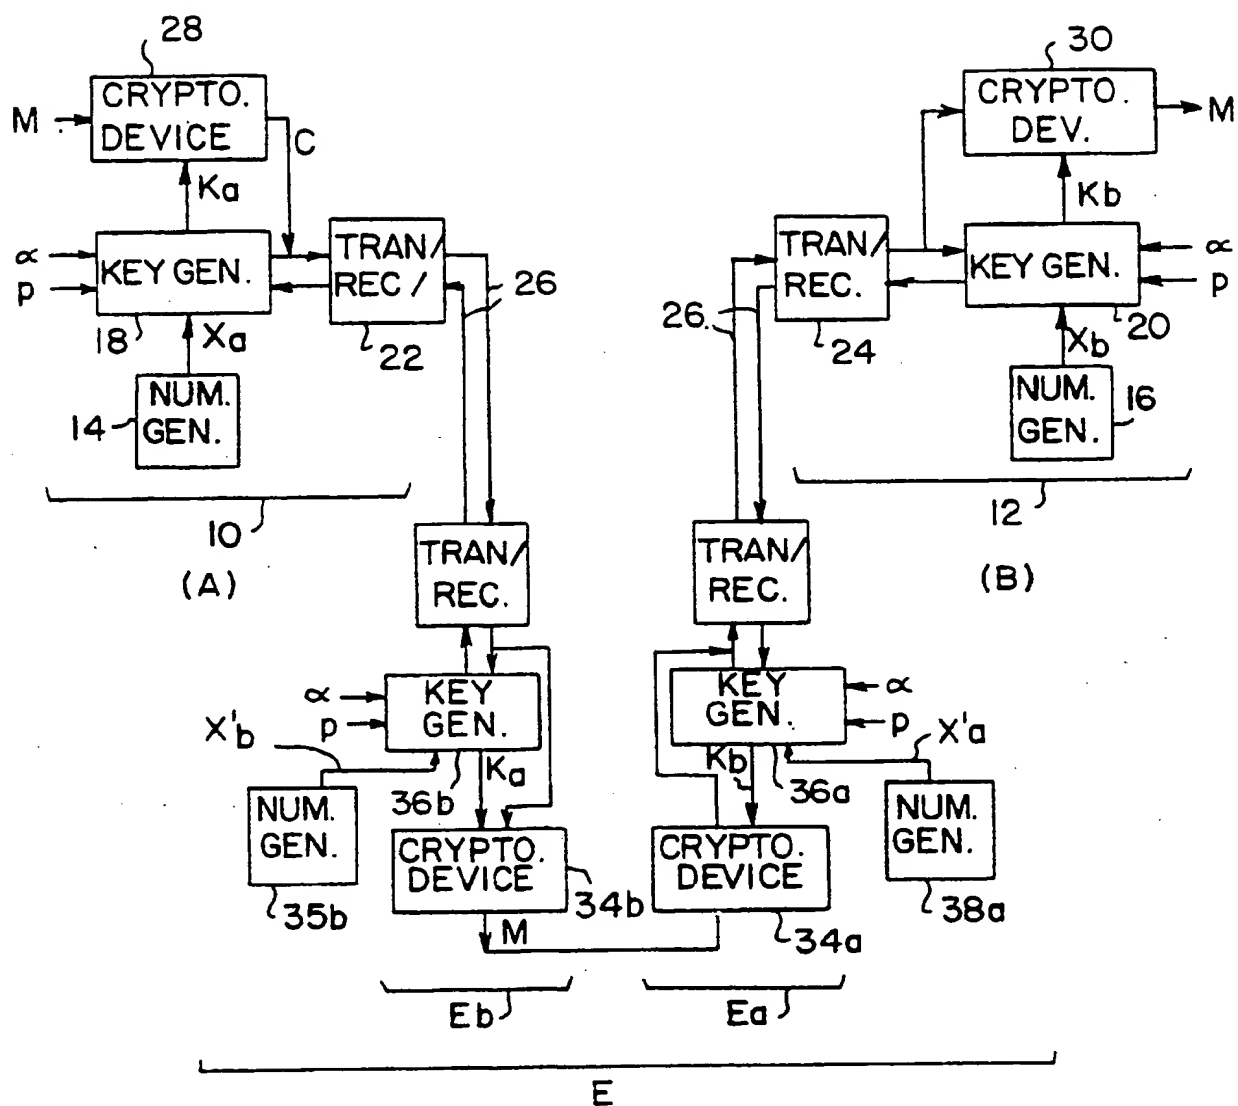 28
CRYPTO.
DEVICE
M
C
Ka
α
p
KEY GEN.
18
TRAN/
REC/
22
26
Xa
NUM.
GEN.
14
10
(A)
30
CRYPTO.
DEV.
M
Kb
TRAN/
REC.
24
26
KEY GEN.
α
p
20
Xb
NUM.
GEN.
16
12
(B)
TRAN/
REC.
TRAN/
REC.
α
p
KEY
GEN.
X'b
Ka
36b
NUM.
GEN.
35b
CRYPTO.
DEVICE
34b
M
KEY
GEN.
α
p
X'a
Kb
36a
NUM.
GEN.
38a
CRYPTO.
DEVICE
34a
Eb
Ea
E